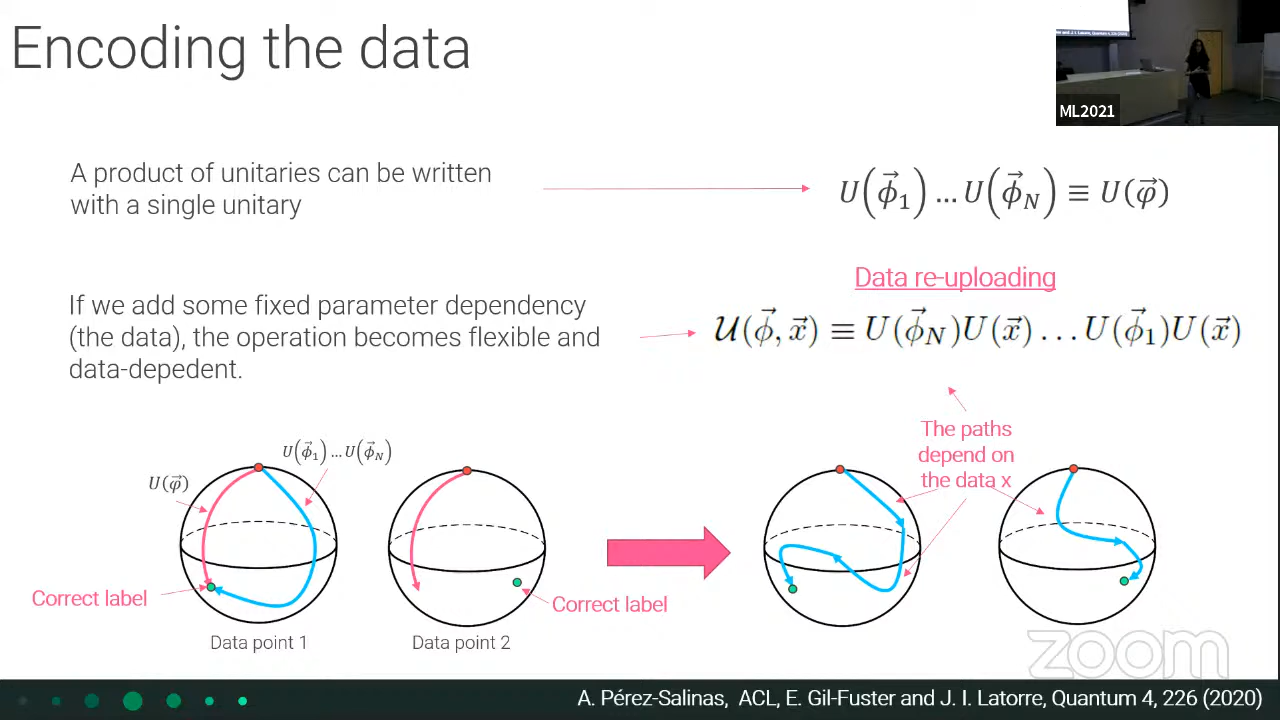 Encoding the data
ML2021
A product of unitaries can be written
with a single unitary
U(ϕ⃗₁) … U(ϕ⃗_N) ≡ U(φ⃗)
Data re-uploading
If we add some fixed parameter dependency
(the data), the operation becomes flexible and
data-depedent.
𝒰(ϕ⃗, x⃗) ≡ U(ϕ⃗_N)U(x⃗) … U(ϕ⃗₁)U(x⃗)
The paths
depend on
the data x
U(ϕ⃗₁) … U(ϕ⃗_N)
U(φ⃗)
Correct label
Correct label
Data point 1
Data point 2
zoom
A. Pérez-Salinas, ACL, E. Gil-Fuster and J. I. Latorre, Quantum 4, 226 (2020)